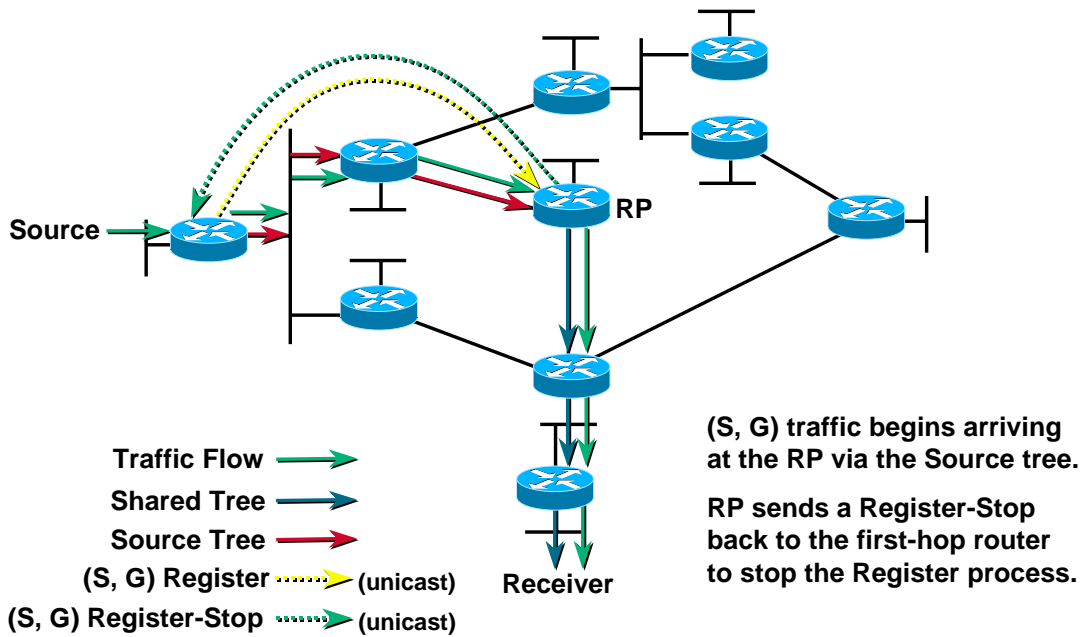 RP
Source
(S, G) traffic begins arriving
at the RP via the Source tree.
RP sends a Register-Stop
back to the first-hop router
to stop the Register process.
Traffic Flow
Shared Tree
Source Tree
(S, G) Register (unicast)
(S, G) Register-Stop (unicast)
Receiver